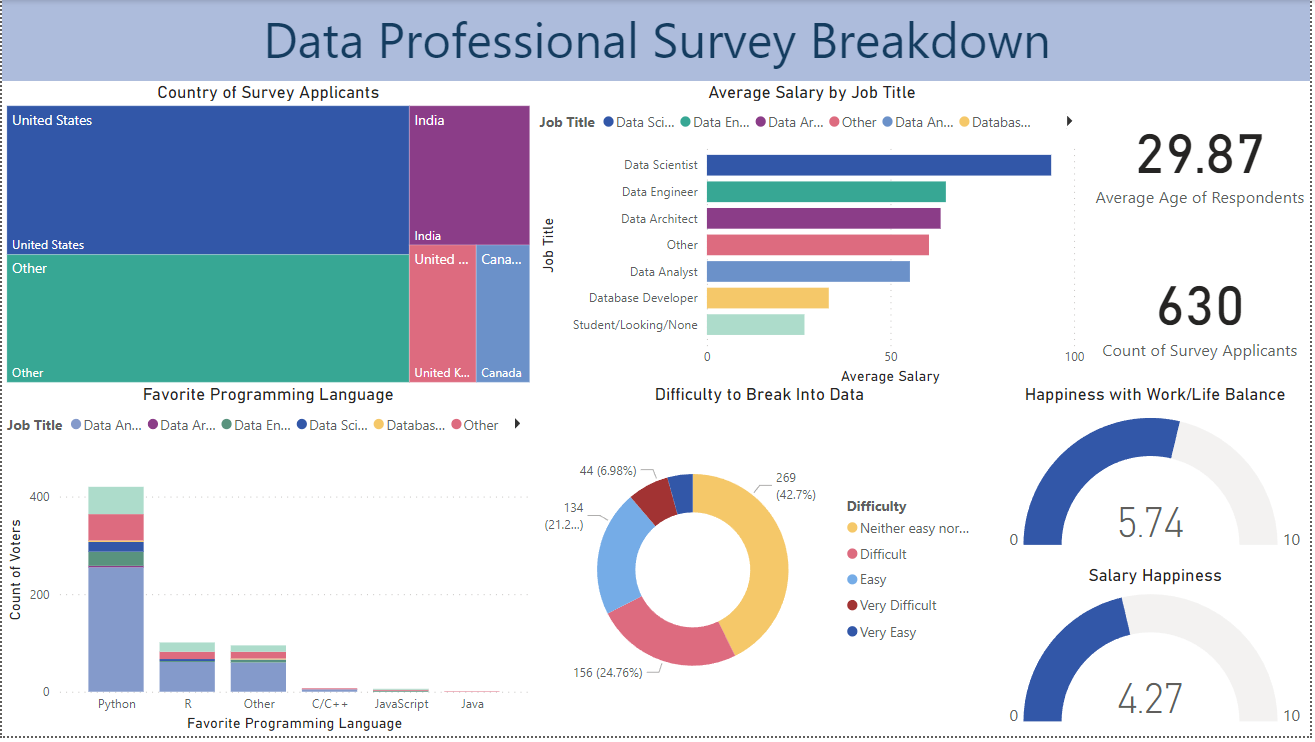 Data Professional Survey Breakdown
Country of Survey Applicants
United States
United States
Other
Other
India
India
United ...
United K...
Cana...
Canada
Average Salary by Job Title
Job Title Data Sci... Data En... Data Ar... Other Data An... Databas...
Job Title
Data Scientist
Data Engineer
Data Architect
Other
Data Analyst
Database Developer
Student/Looking/None
0 50 100
Average Salary
29.87
Average Age of Respondents
630
Count of Survey Applicants
Favorite Programming Language
Job Title Data An... Data Ar... Data En... Data Sci... Databas... Other
Count of Voters
400
200
0
Python R Other C/C++ JavaScript Java
Favorite Programming Language
Difficulty to Break Into Data
44 (6.98%)
269
(42.7%)
134
(21.2...)
156 (24.76%)
Difficulty
Neither easy nor...
Difficult
Easy
Very Difficult
Very Easy
Happiness with Work/Life Balance
5.74
0 10
Salary Happiness
4.27
0 10